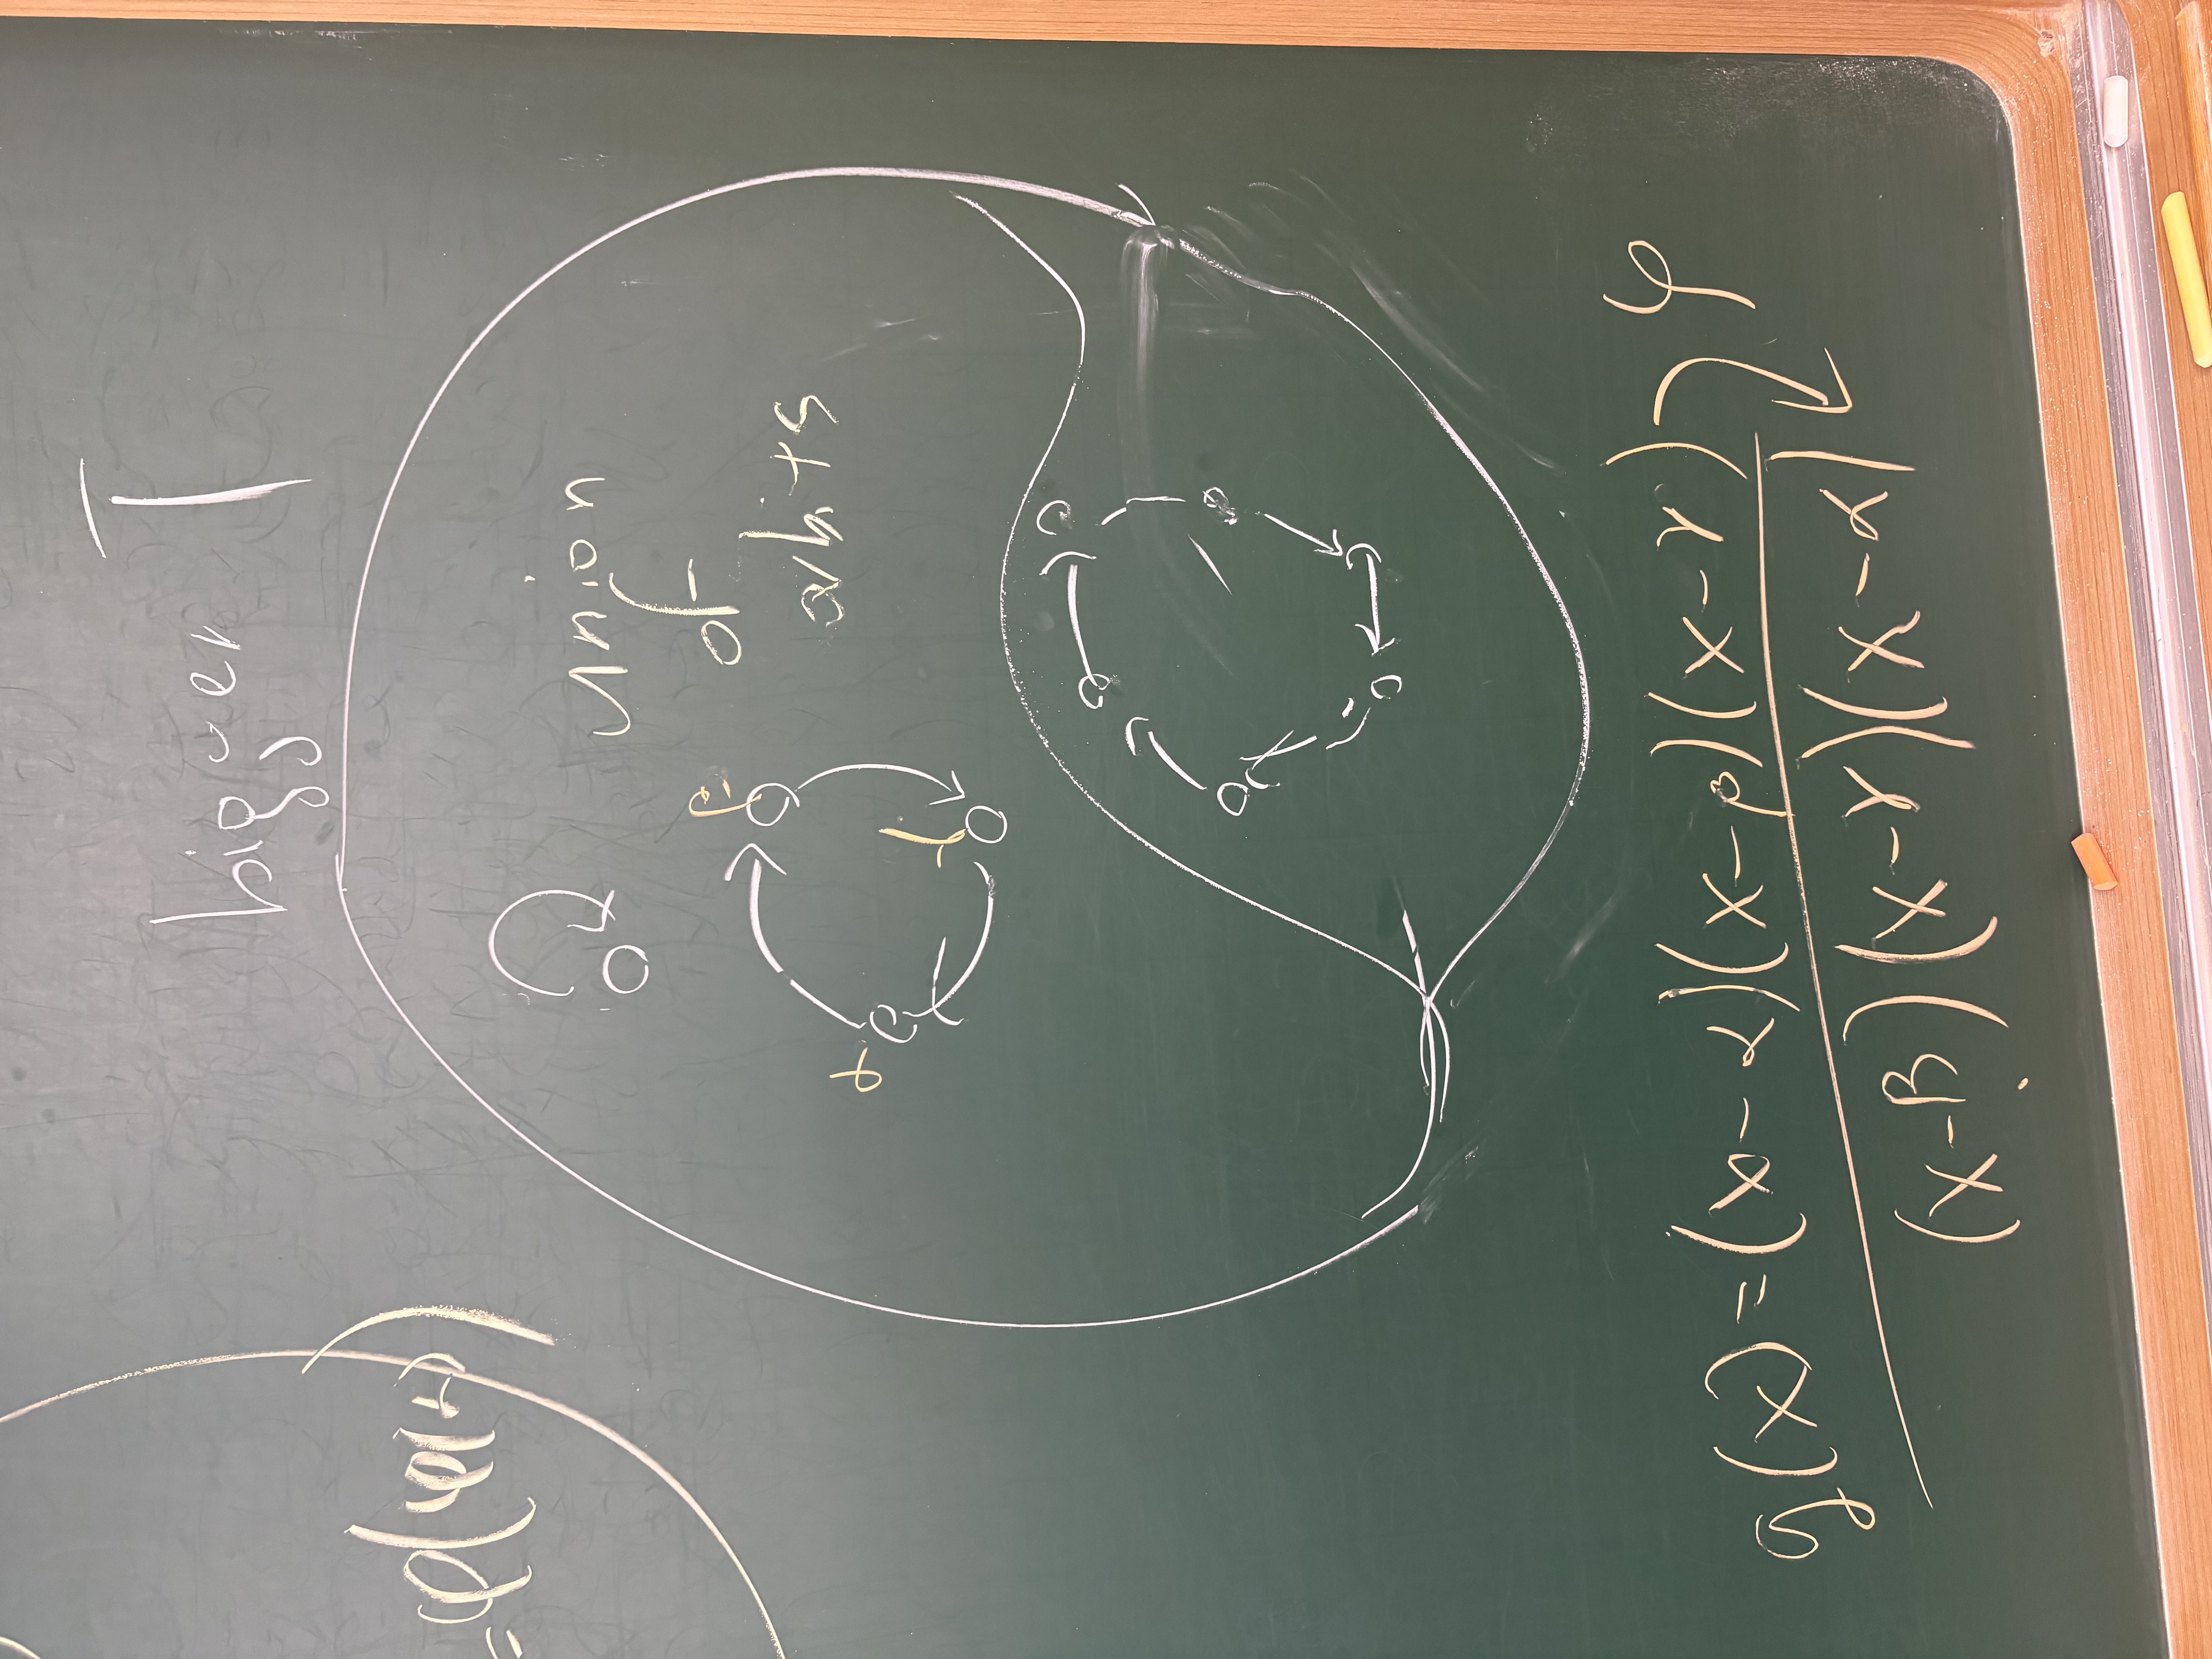 bigger T
=φ(φ(α))
union
of
orbits
β
α
γ
g(x)=(x-α)(x-β)(x-γ) φ
(x-β)(x-γ)(x-α)